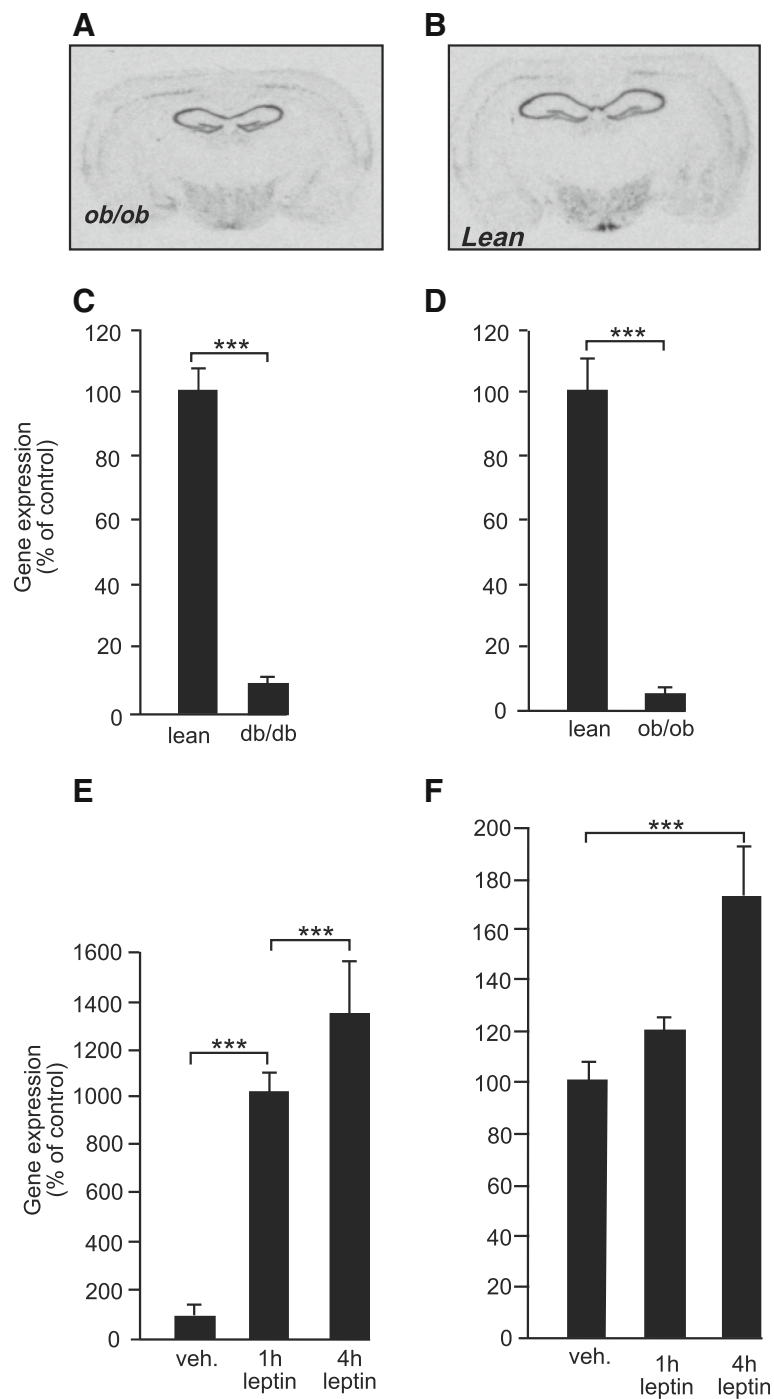 A
B
ob/ob
Lean
C
D
120
100
80
60
40
20
0
Gene expression
(% of control)
***
lean
db/db
120
100
80
60
40
20
0
***
lean
ob/ob
E
F
1600
1400
1200
1000
800
600
400
200
0
Gene expression
(% of control)
***
***
veh.
1h
leptin
4h
leptin
200
180
160
140
120
100
80
60
40
20
0
***
veh.
1h
leptin
4h
leptin